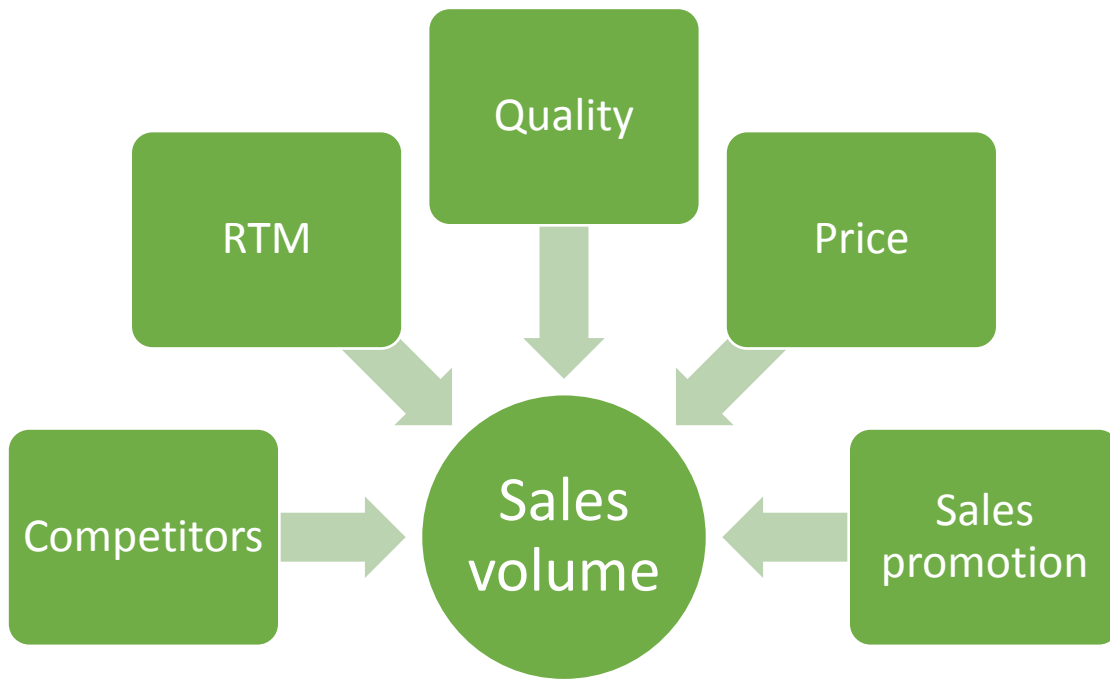 Quality
RTM
Price
Competitors
Sales
volume
Sales
promotion